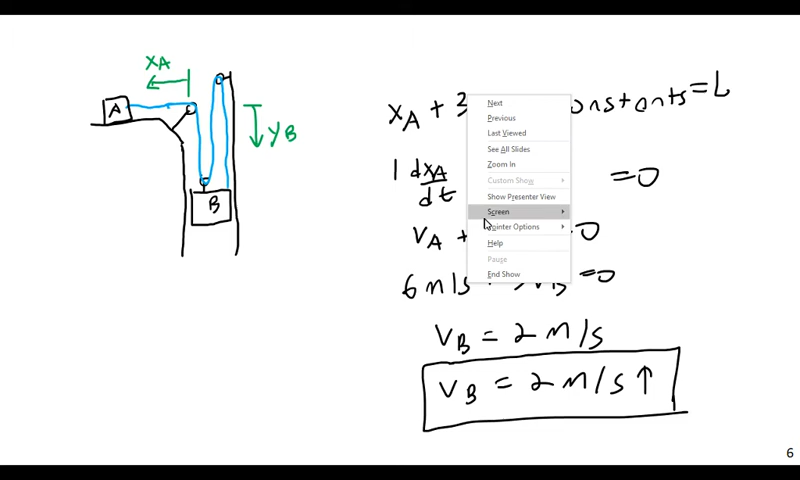 xA
A
yB
B
xA + 3 onstants = L
1 dxA = 0
dt
vA + 0
6 m/s = 0
vB = 2 m/s
vB = 2 m/s ↑
Next
Previous
Last Viewed
See All Slides
Zoom In
Custom Show
Show Presenter View
Screen
Pointer Options
Help
Pause
End Show
6